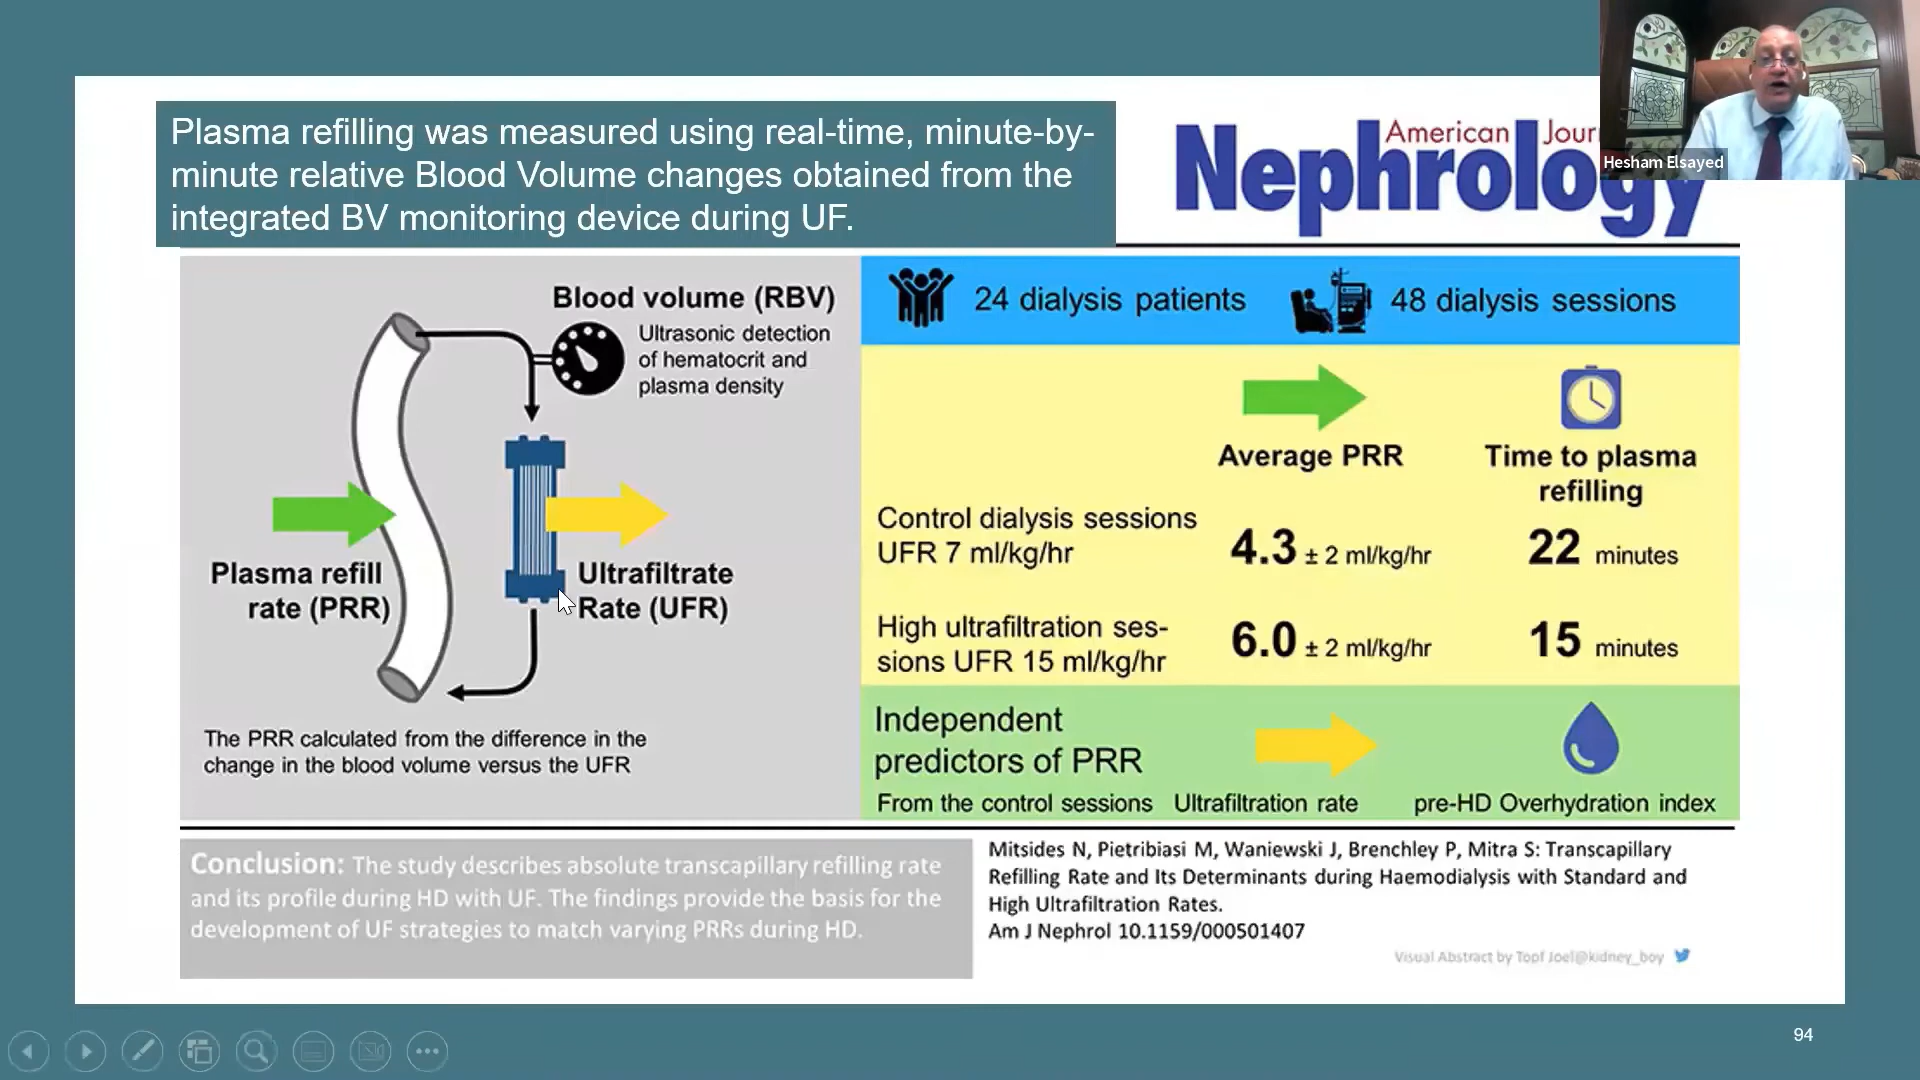 Plasma refilling was measured using real-time, minute-by-
minute relative Blood Volume changes obtained from the
integrated BV monitoring device during UF.
American Jour
Nephrology
Hesham Elsayed
Blood volume (RBV)
Ultrasonic detection
of hematocrit and
plasma density
Plasma refill
rate (PRR)
Ultrafiltrate
Rate (UFR)
The PRR calculated from the difference in the
change in the blood volume versus the UFR
24 dialysis patients
48 dialysis sessions
Average PRR
Time to plasma
refilling
Control dialysis sessions
UFR 7 ml/kg/hr
4.3 ± 2 ml/kg/hr
22 minutes
High ultrafiltration ses-
sions UFR 15 ml/kg/hr
6.0 ± 2 ml/kg/hr
15 minutes
Independent
predictors of PRR
From the control sessions
Ultrafiltration rate
pre-HD Overhydration index
Conclusion: The study describes absolute transcapillary refilling rate
and its profile during HD with UF. The findings provide the basis for the
development of UF strategies to match varying PRRs during HD.
Mitsides N, Pietribiasi M, Waniewski J, Brenchley P, Mitra S: Transcapillary
Refilling Rate and Its Determinants during Haemodialysis with Standard and
High Ultrafiltration Rates.
Am J Nephrol 10.1159/000501407
Visual Abstract by Topf Joel@kidney_boy
94